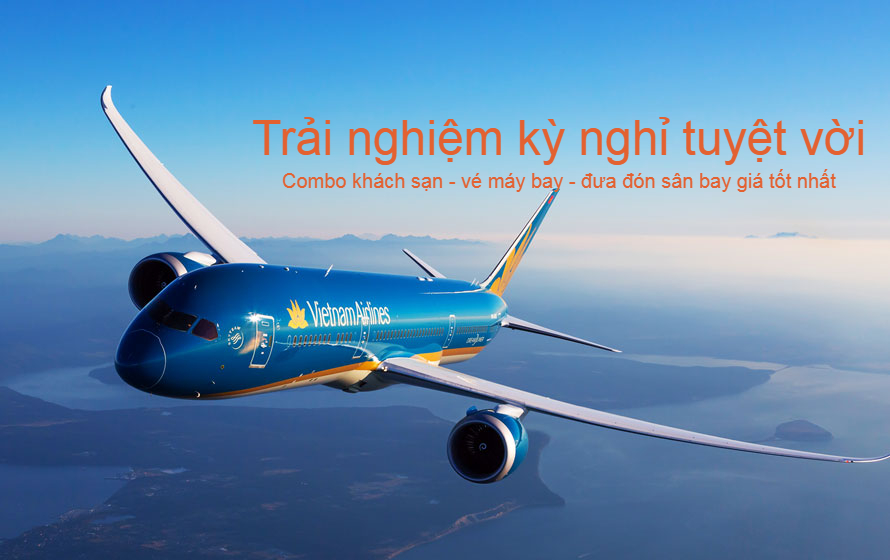 Trải nghiệm kỳ nghỉ tuyệt vời
Combo khách sạn - vé máy bay - đưa đón sân bay giá tốt nhất
Vietnam Airlines